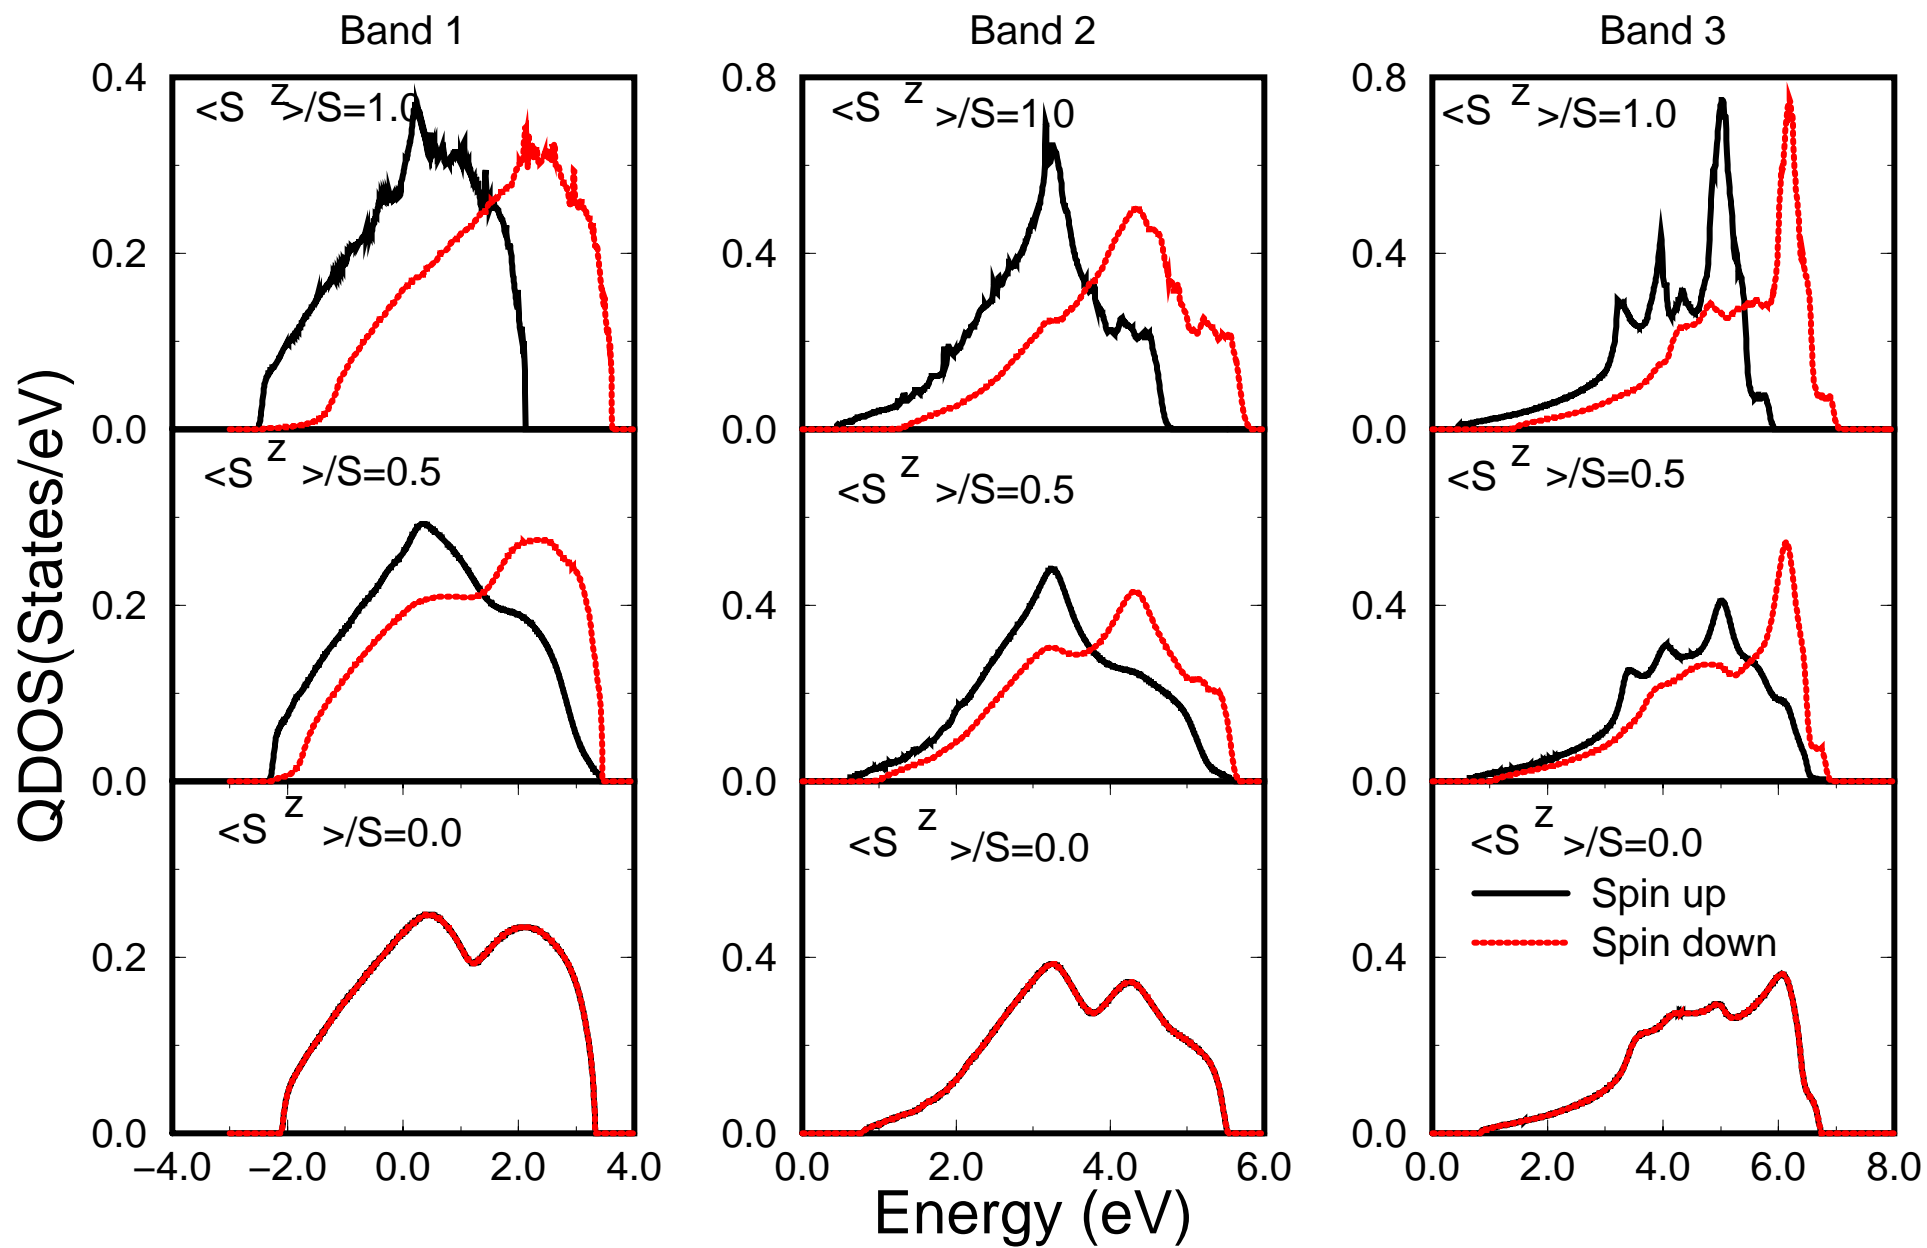 Band 1 Band 2 Band 3
0.4 0.8 0.8
<S z >/S=1.0 <S z >/S=1.0 <S z >/S=1.0
0.2 0.4 0.4
0.0 0.0 0.0
<S z >/S=0.5 <S z >/S=0.5 <S z >/S=0.5
QDOS(States/eV)
0.2 0.4 0.4
0.0 0.0 0.0
<S z >/S=0.0 <S z >/S=0.0 <S z >/S=0.0
Spin up
Spin down
0.2 0.4 0.4
0.0 0.0 0.0
−4.0 −2.0 0.0 2.0 4.0 0.0 2.0 4.0 6.0 0.0 2.0 4.0 6.0 8.0
Energy (eV)